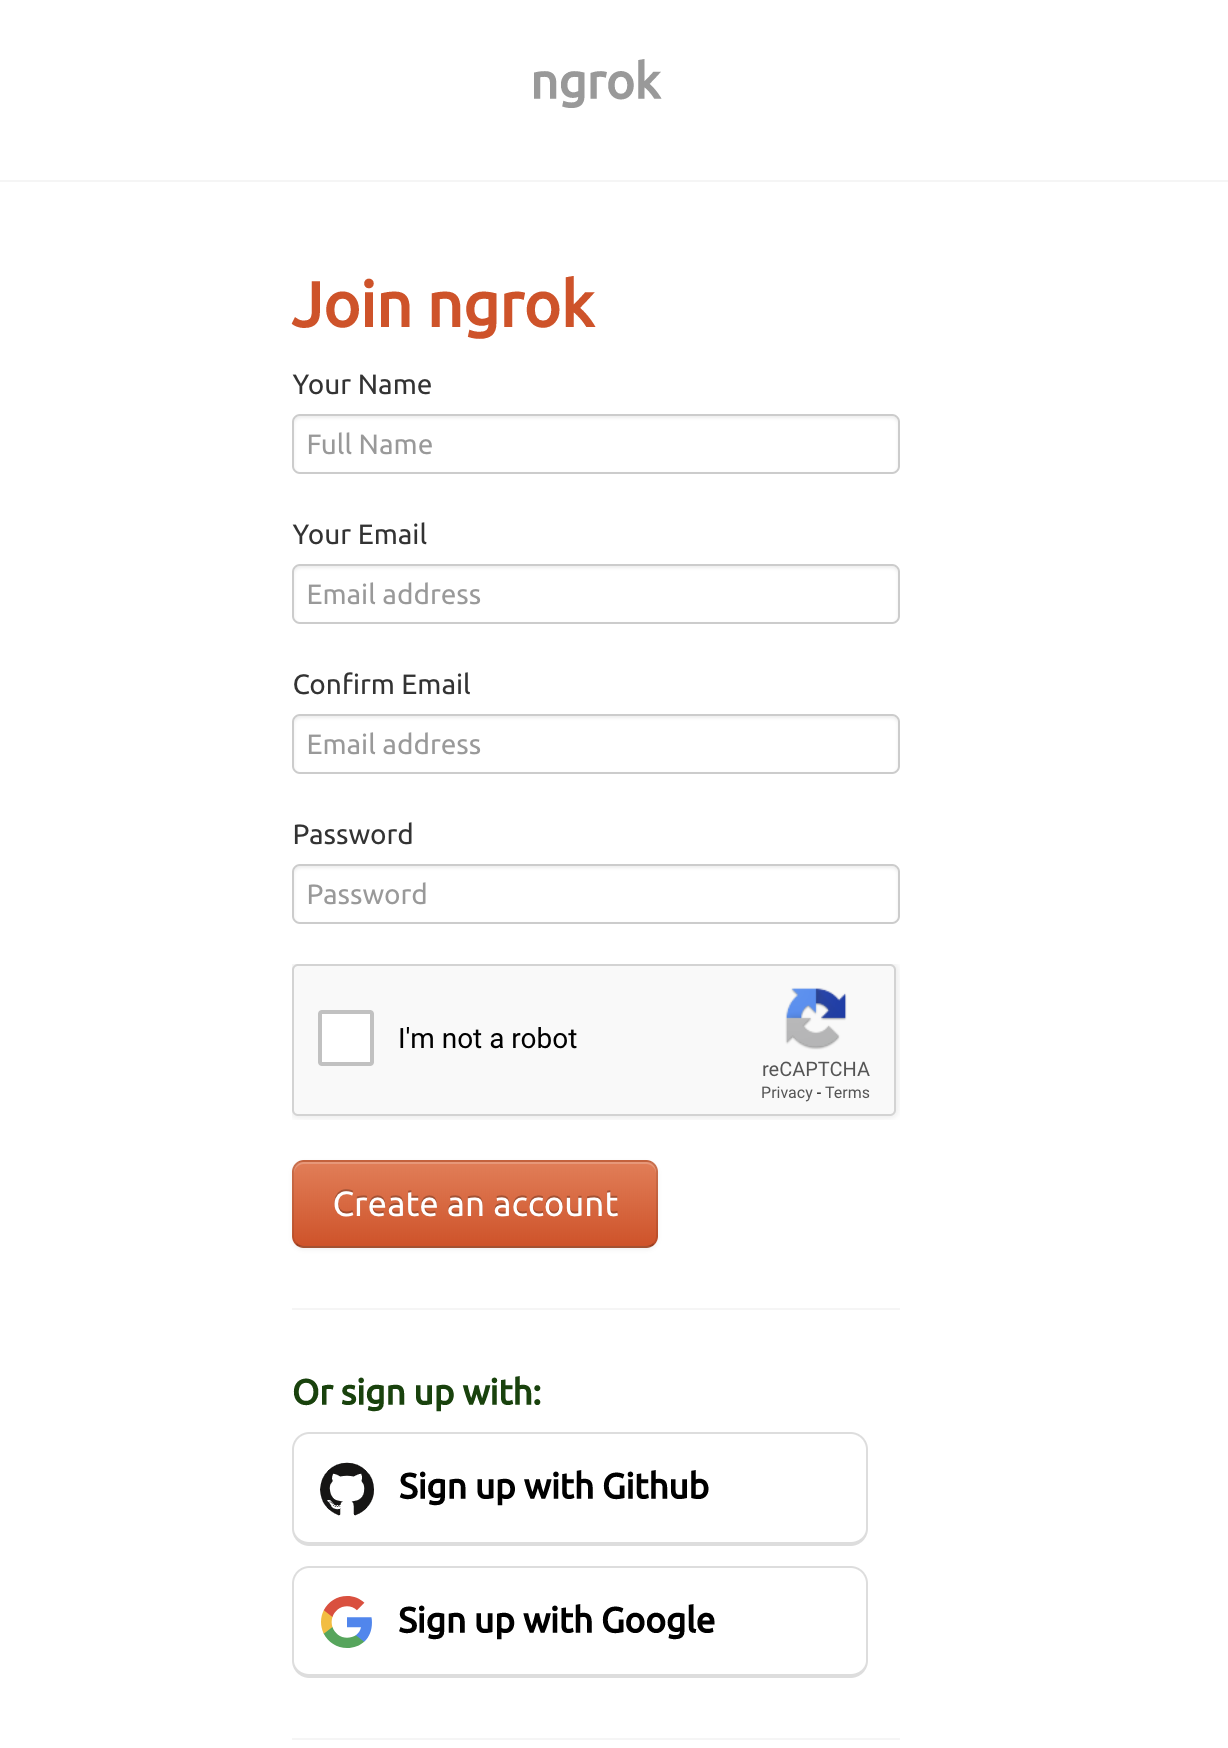 ngrok
Join ngrok
Your Name
Full Name
Your Email
Email address
Confirm Email
Email address
Password
Password
I'm not a robot
reCAPTCHA
Privacy - Terms
Create an account
Or sign up with:
Sign up with Github
Sign up with Google